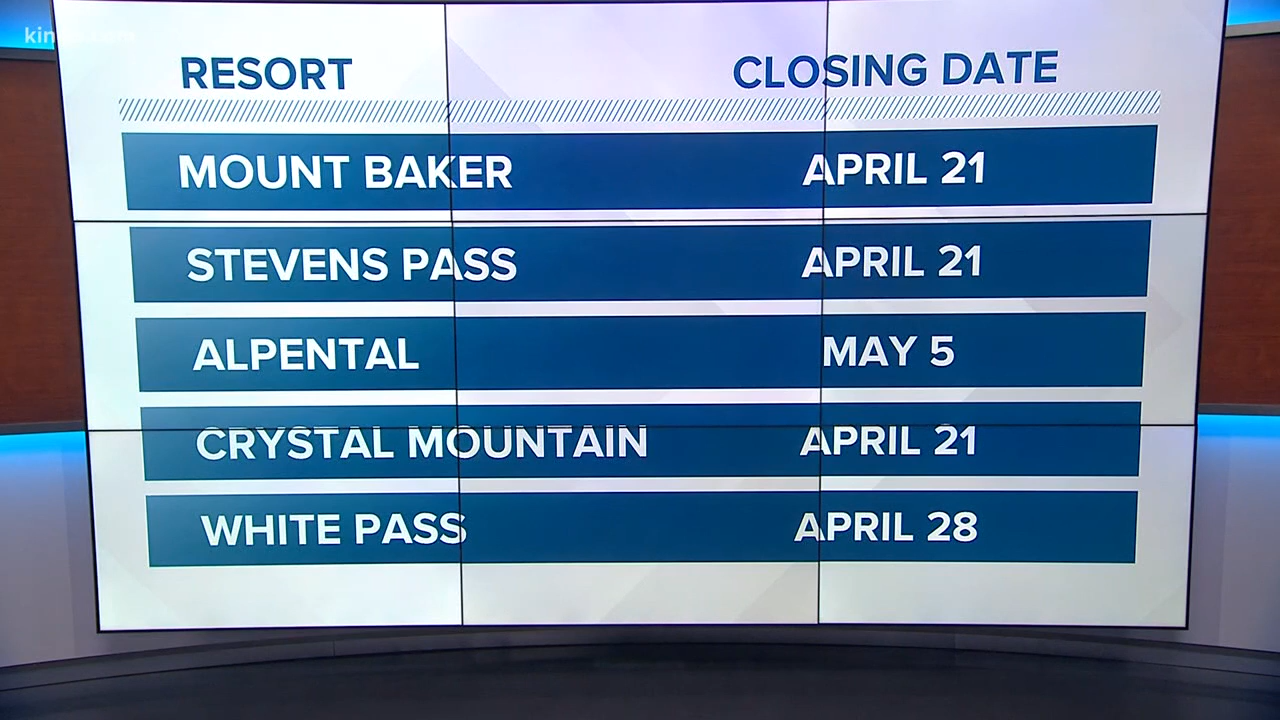 RESORT CLOSING DATE
MOUNT BAKER APRIL 21
STEVENS PASS APRIL 21
ALPENTAL MAY 5
CRYSTAL MOUNTAIN APRIL 21
WHITE PASS APRIL 28